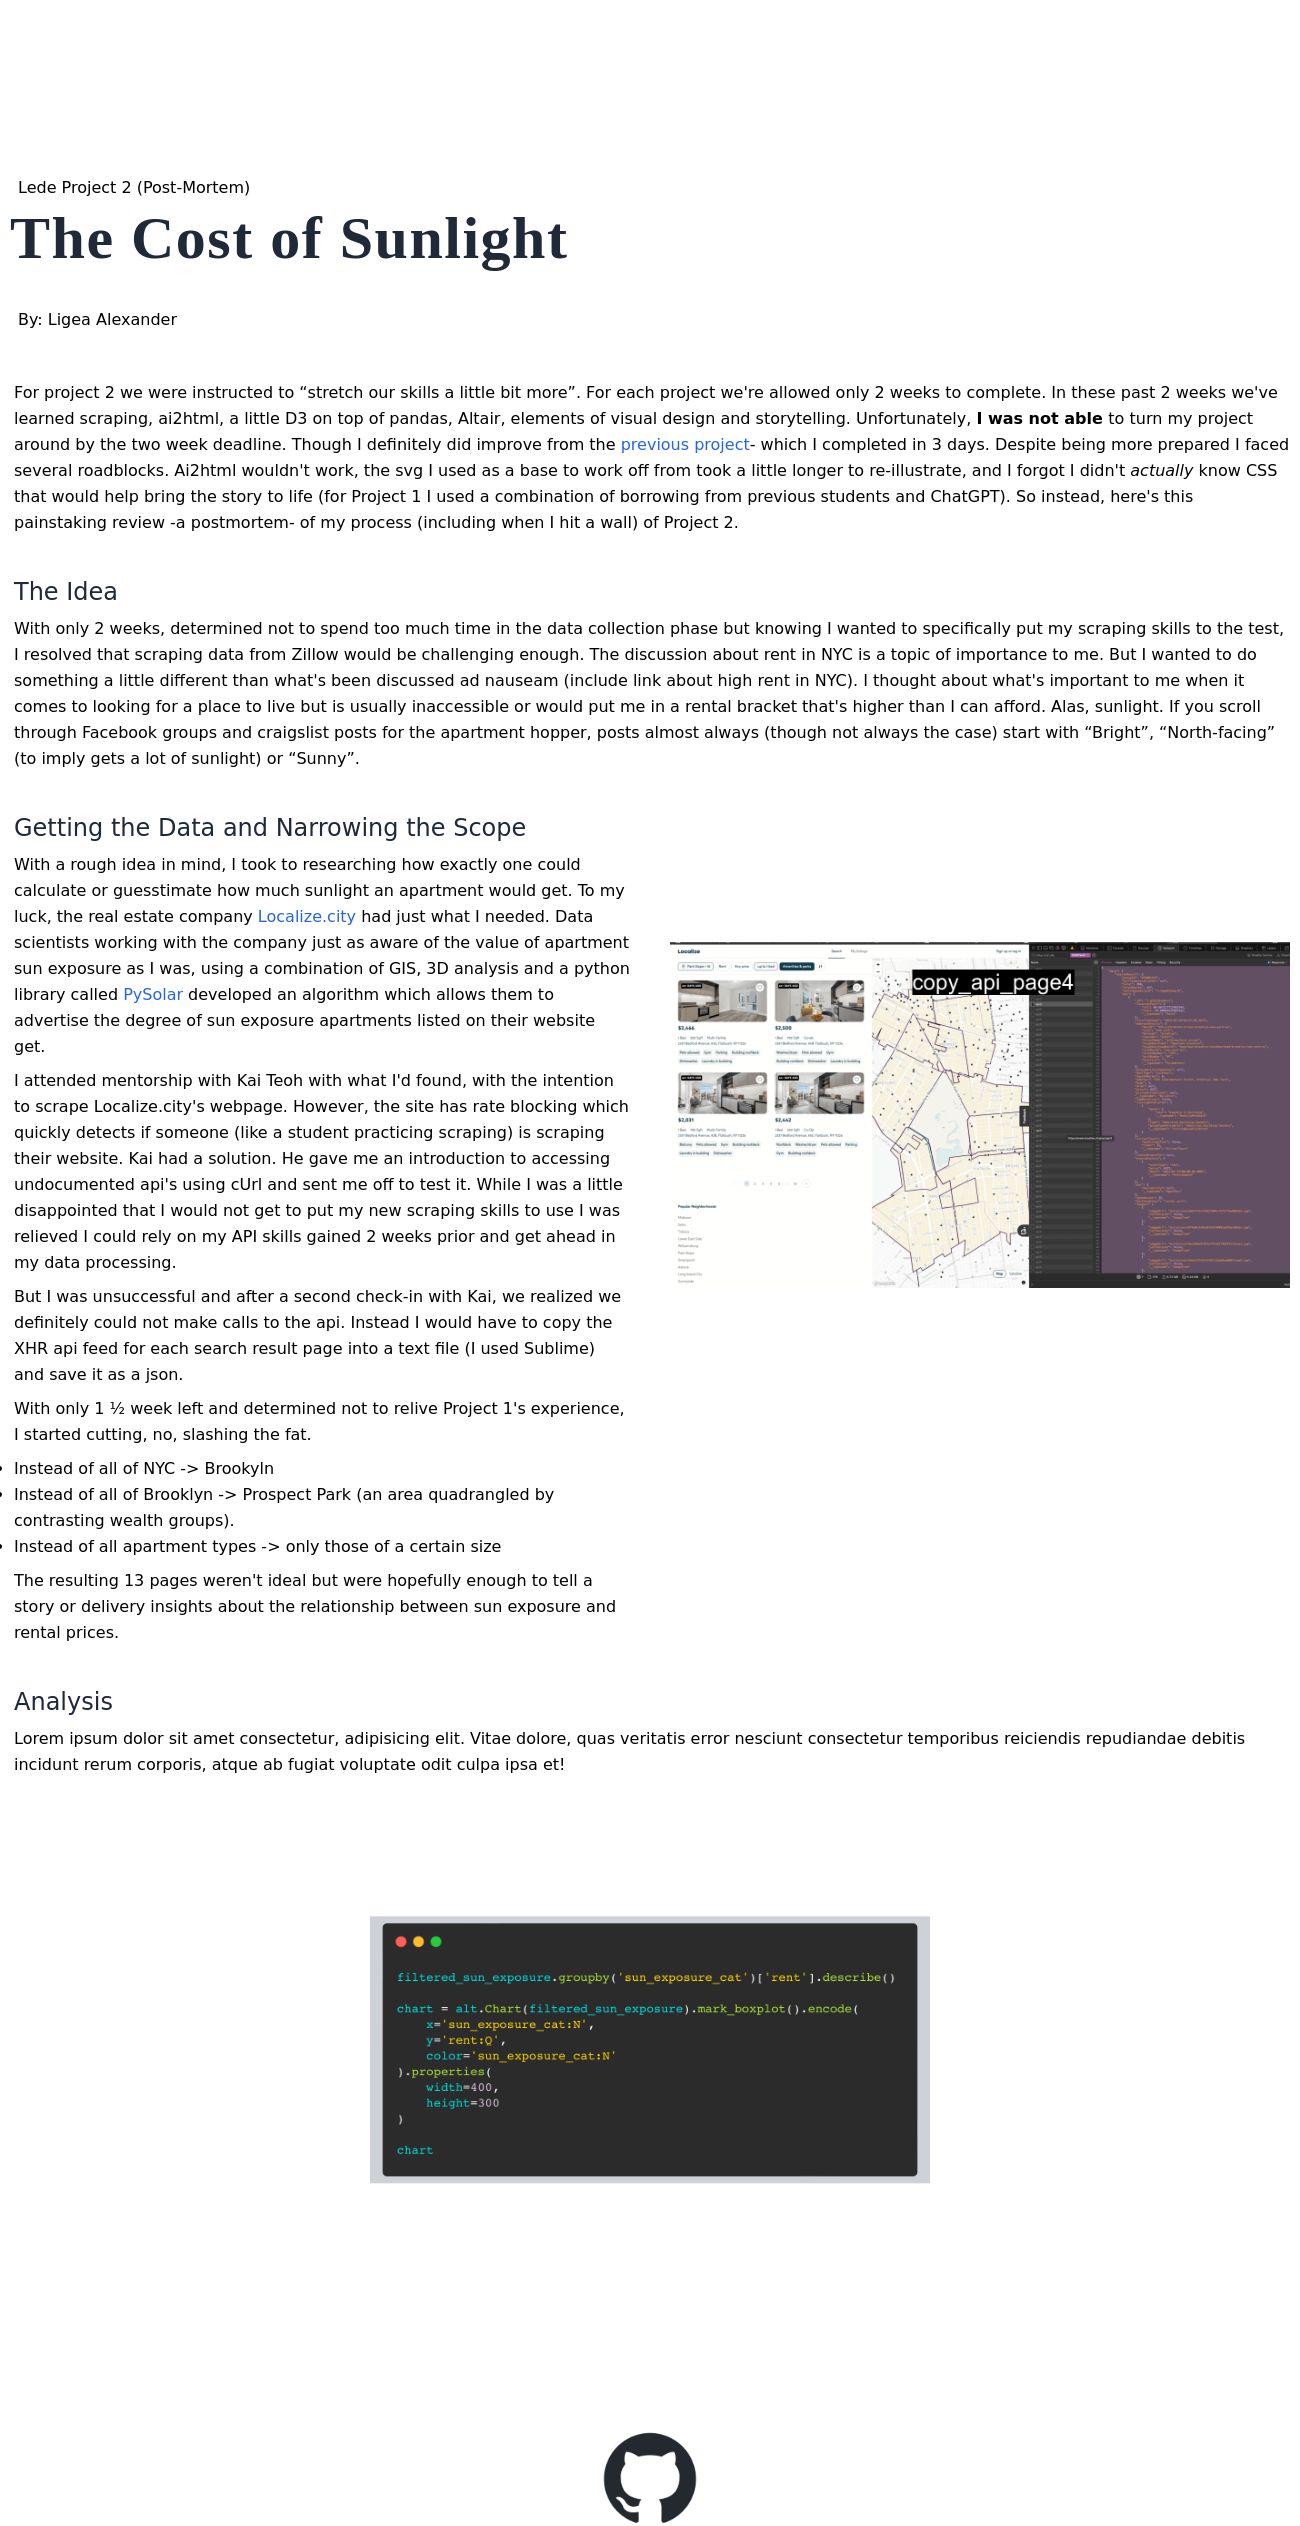 Lede Project 2 (Post-Mortem)
The Cost of Sunlight
By: Ligea Alexander
For project 2 we were instructed to “stretch our skills a little bit more”. For each project we're allowed only 2 weeks to complete. In these past 2 weeks we've
learned scraping, ai2html, a little D3 on top of pandas, Altair, elements of visual design and storytelling. Unfortunately, I was not able to turn my project
around by the two week deadline. Though I definitely did improve from the previous project- which I completed in 3 days. Despite being more prepared I faced
several roadblocks. Ai2html wouldn't work, the svg I used as a base to work off from took a little longer to re-illustrate, and I forgot I didn't actually know CSS
that would help bring the story to life (for Project 1 I used a combination of borrowing from previous students and ChatGPT). So instead, here's this
painstaking review -a postmortem- of my process (including when I hit a wall) of Project 2.
The Idea
With only 2 weeks, determined not to spend too much time in the data collection phase but knowing I wanted to specifically put my scraping skills to the test,
I resolved that scraping data from Zillow would be challenging enough. The discussion about rent in NYC is a topic of importance to me. But I wanted to do
something a little different than what's been discussed ad nauseam (include link about high rent in NYC). I thought about what's important to me when it
comes to looking for a place to live but is usually inaccessible or would put me in a rental bracket that's higher than I can afford. Alas, sunlight. If you scroll
through Facebook groups and craigslist posts for the apartment hopper, posts almost always (though not always the case) start with “Bright”, “North-facing”
(to imply gets a lot of sunlight) or “Sunny”.
Getting the Data and Narrowing the Scope
With a rough idea in mind, I took to researching how exactly one could
calculate or guesstimate how much sunlight an apartment would get. To my
luck, the real estate company Localize.city had just what I needed. Data
scientists working with the company just as aware of the value of apartment
sun exposure as I was, using a combination of GIS, 3D analysis and a python
library called PySolar developed an algorithm which allows them to
advertise the degree of sun exposure apartments listed on their website
get.
I attended mentorship with Kai Teoh with what I'd found, with the intention
to scrape Localize.city's webpage. However, the site has rate blocking which
quickly detects if someone (like a student practicing scraping) is scraping
their website. Kai had a solution. He gave me an introduction to accessing
undocumented api's using cUrl and sent me off to test it. While I was a little
disappointed that I would not get to put my new scraping skills to use I was
relieved I could rely on my API skills gained 2 weeks prior and get ahead in
my data processing.
But I was unsuccessful and after a second check-in with Kai, we realized we
definitely could not make calls to the api. Instead I would have to copy the
XHR api feed for each search result page into a text file (I used Sublime)
and save it as a json.
With only 1 ½ week left and determined not to relive Project 1's experience,
I started cutting, no, slashing the fat.
• Instead of all of NYC -> Brookyln
• Instead of all of Brooklyn -> Prospect Park (an area quadrangled by
contrasting wealth groups).
• Instead of all apartment types -> only those of a certain size
The resulting 13 pages weren't ideal but were hopefully enough to tell a
story or delivery insights about the relationship between sun exposure and
rental prices.
Localize
copy_api_page4
$2,466
$2,500
$2,031
$2,442
Analysis
Lorem ipsum dolor sit amet consectetur, adipisicing elit. Vitae dolore, quas veritatis error nesciunt consectetur temporibus reiciendis repudiandae debitis
incidunt rerum corporis, atque ab fugiat voluptate odit culpa ipsa et!
filtered_sun_exposure.groupby('sun_exposure_cat')['rent'].describe()
chart = alt.Chart(filtered_sun_exposure).mark_boxplot().encode(
x='sun_exposure_cat:N',
y='rent:Q',
color='sun_exposure_cat:N'
).properties(
width=400,
height=300
)
chart